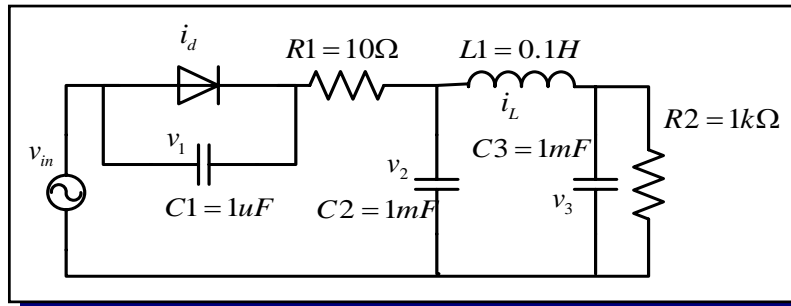 i_d
R1 = 10Ω
L1 = 0.1H
v_in
v_1
C1 = 1uF
v_2
C2 = 1mF
i_L
C3 = 1mF
v_3
R2 = 1kΩ